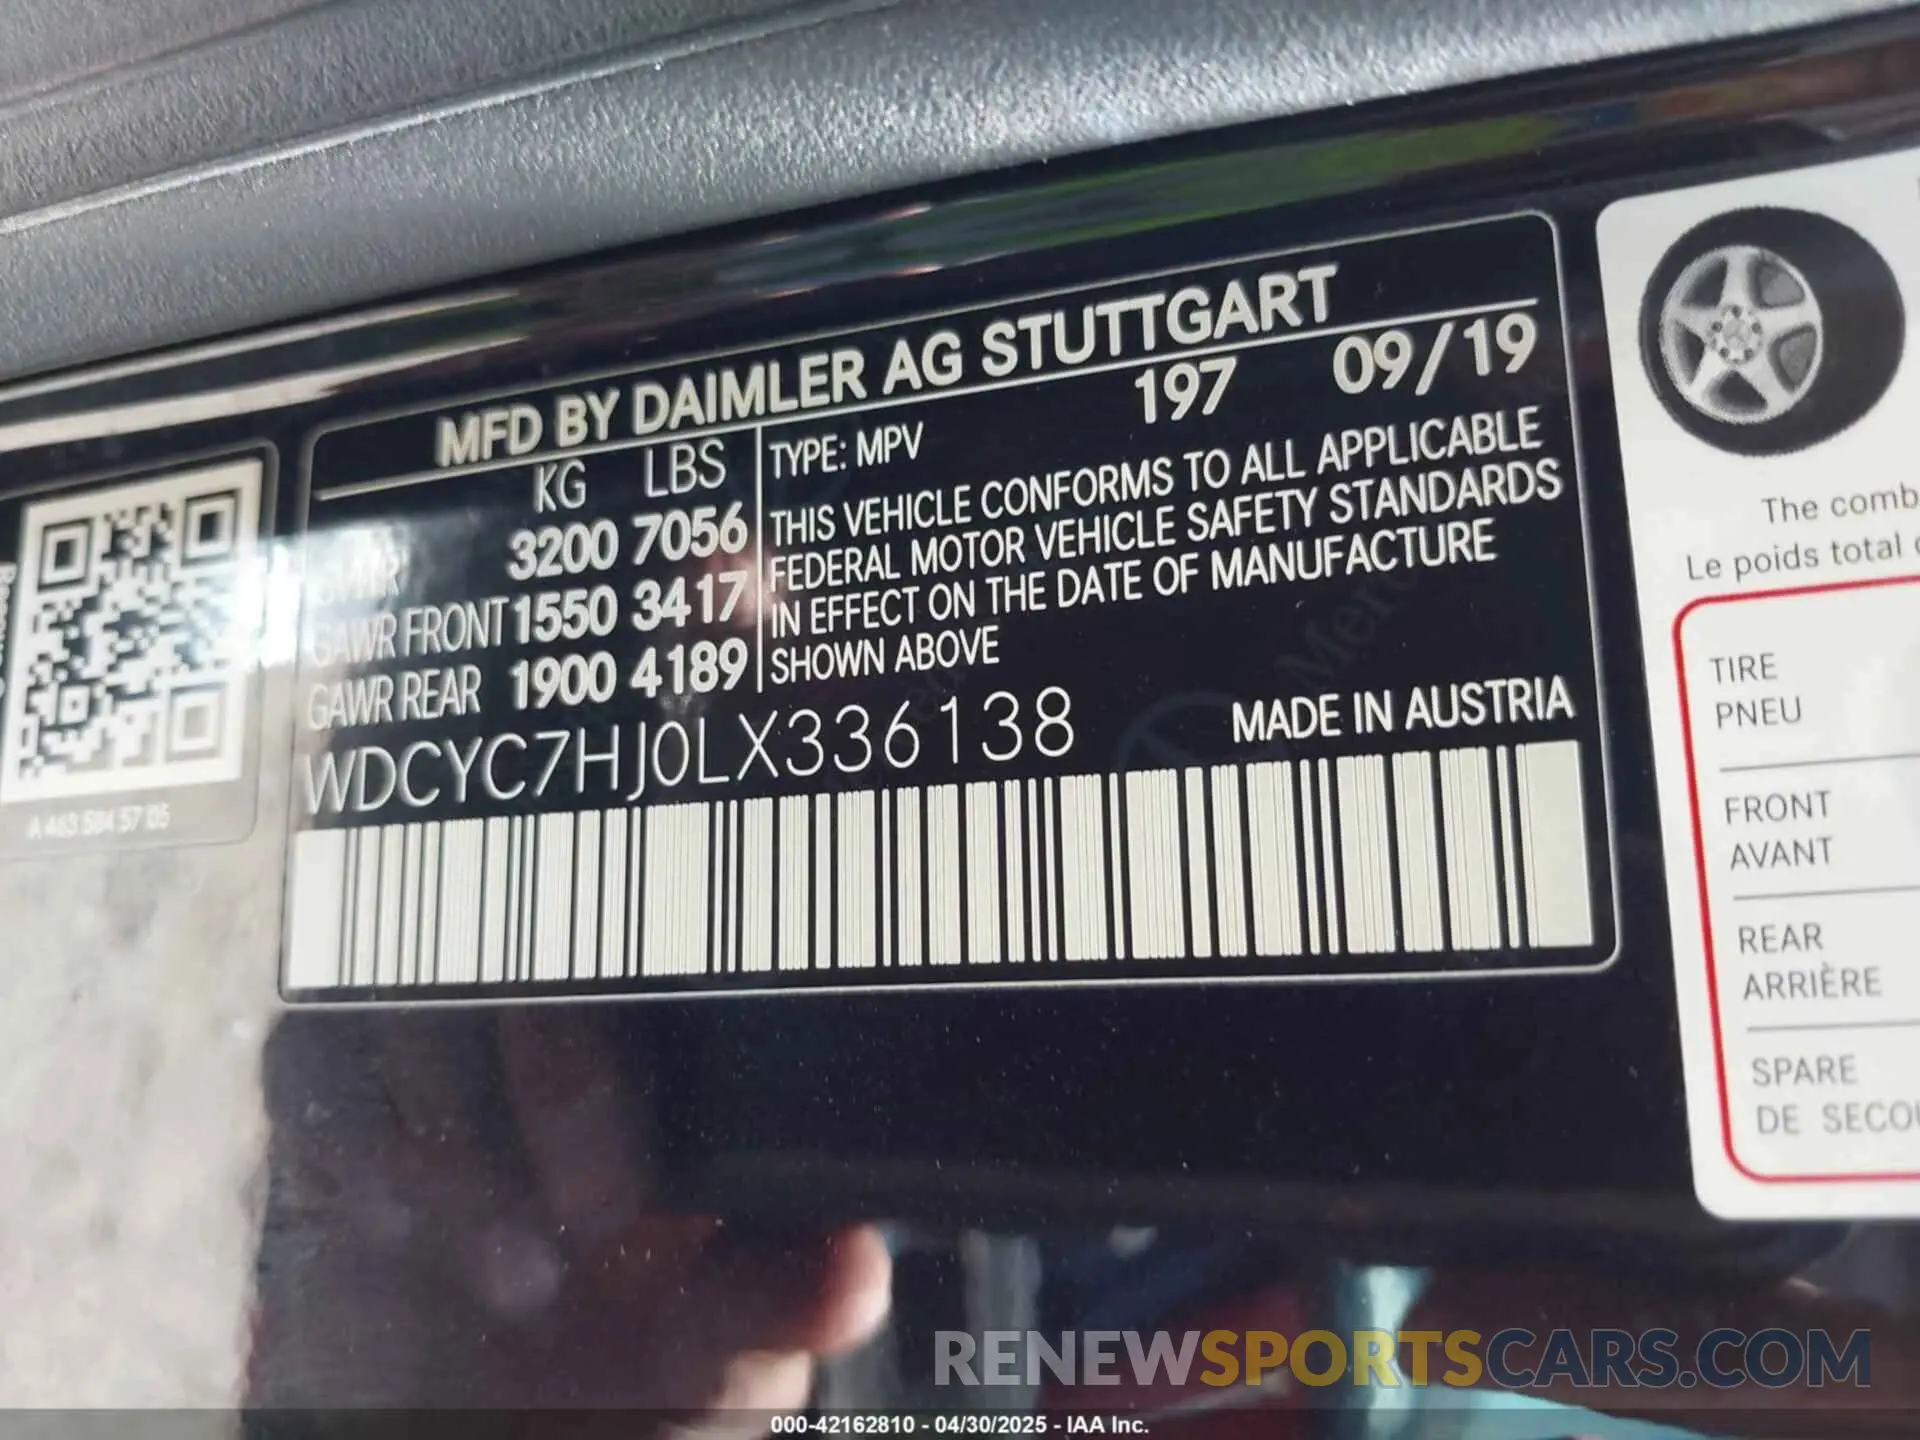 MFD BY DAIMLER AG STUTTGART
KG LBS
TYPE: MPV 197 09/19
GVWR 3200 7056
GAWR FRONT 1550 3417
GAWR REAR 1900 4189
THIS VEHICLE CONFORMS TO ALL APPLICABLE
FEDERAL MOTOR VEHICLE SAFETY STANDARDS
IN EFFECT ON THE DATE OF MANUFACTURE
SHOWN ABOVE
WDCYC7HJ0LX336138
MADE IN AUSTRIA
A 463 584 57 05
The comb
Le poids total
TIRE
PNEU
FRONT
AVANT
REAR
ARRIÈRE
SPARE
DE SECOU
RENEWSPORTSCARS.COM
000-42162810 - 04/30/2025 - IAA Inc.